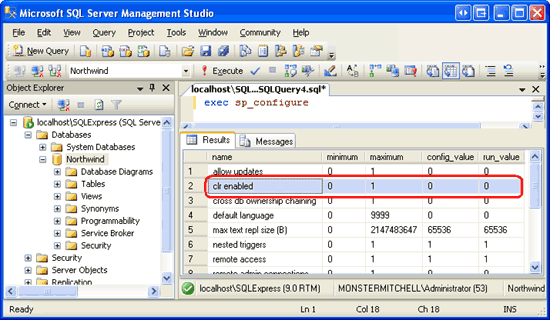 Microsoft SQL Server Management Studio
File Edit View Query Project Tools Window Community Help
New Query
Northwind Execute
Object Explorer
Connect
localhost\SQLExpress (SQL Serve
Databases
System Databases
Northwind
Database Diagrams
Tables
Views
Synonyms
Programmability
Service Broker
Security
Security
Server Objects
Replication
localhost\SQL...SQLQuery4.sql*
exec sp_configure
Results Messages
name minimum maximum config_value run_value
1 allow updates 0 1 0 0
2 clr enabled 0 1 0 0
3 cross db ownership chaining 0 1 0 0
4 default language 0 9999 0 0
5 max text repl size (B) 0 2147483647 65536 65536
6 nested triggers 0 1 1 1
7 remote access 0 1 1 1
8 remote admin connections 0 1 0 0
localhost\SQLExpress (9.0 RTM) MONSTERMITCHELL\Administrator (53) Northwind
Ready Ln 1 Col 18 Ch 18 INS